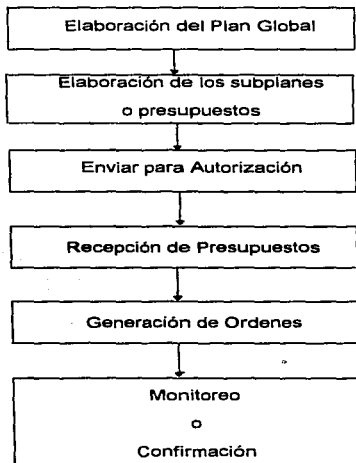 Elaboración del Plan Global
Elaboración de los subplanes
o presupuestos
Enviar para Autorización
Recepción de Presupuestos
Generación de Ordenes
Monitoreo
o
Confirmación